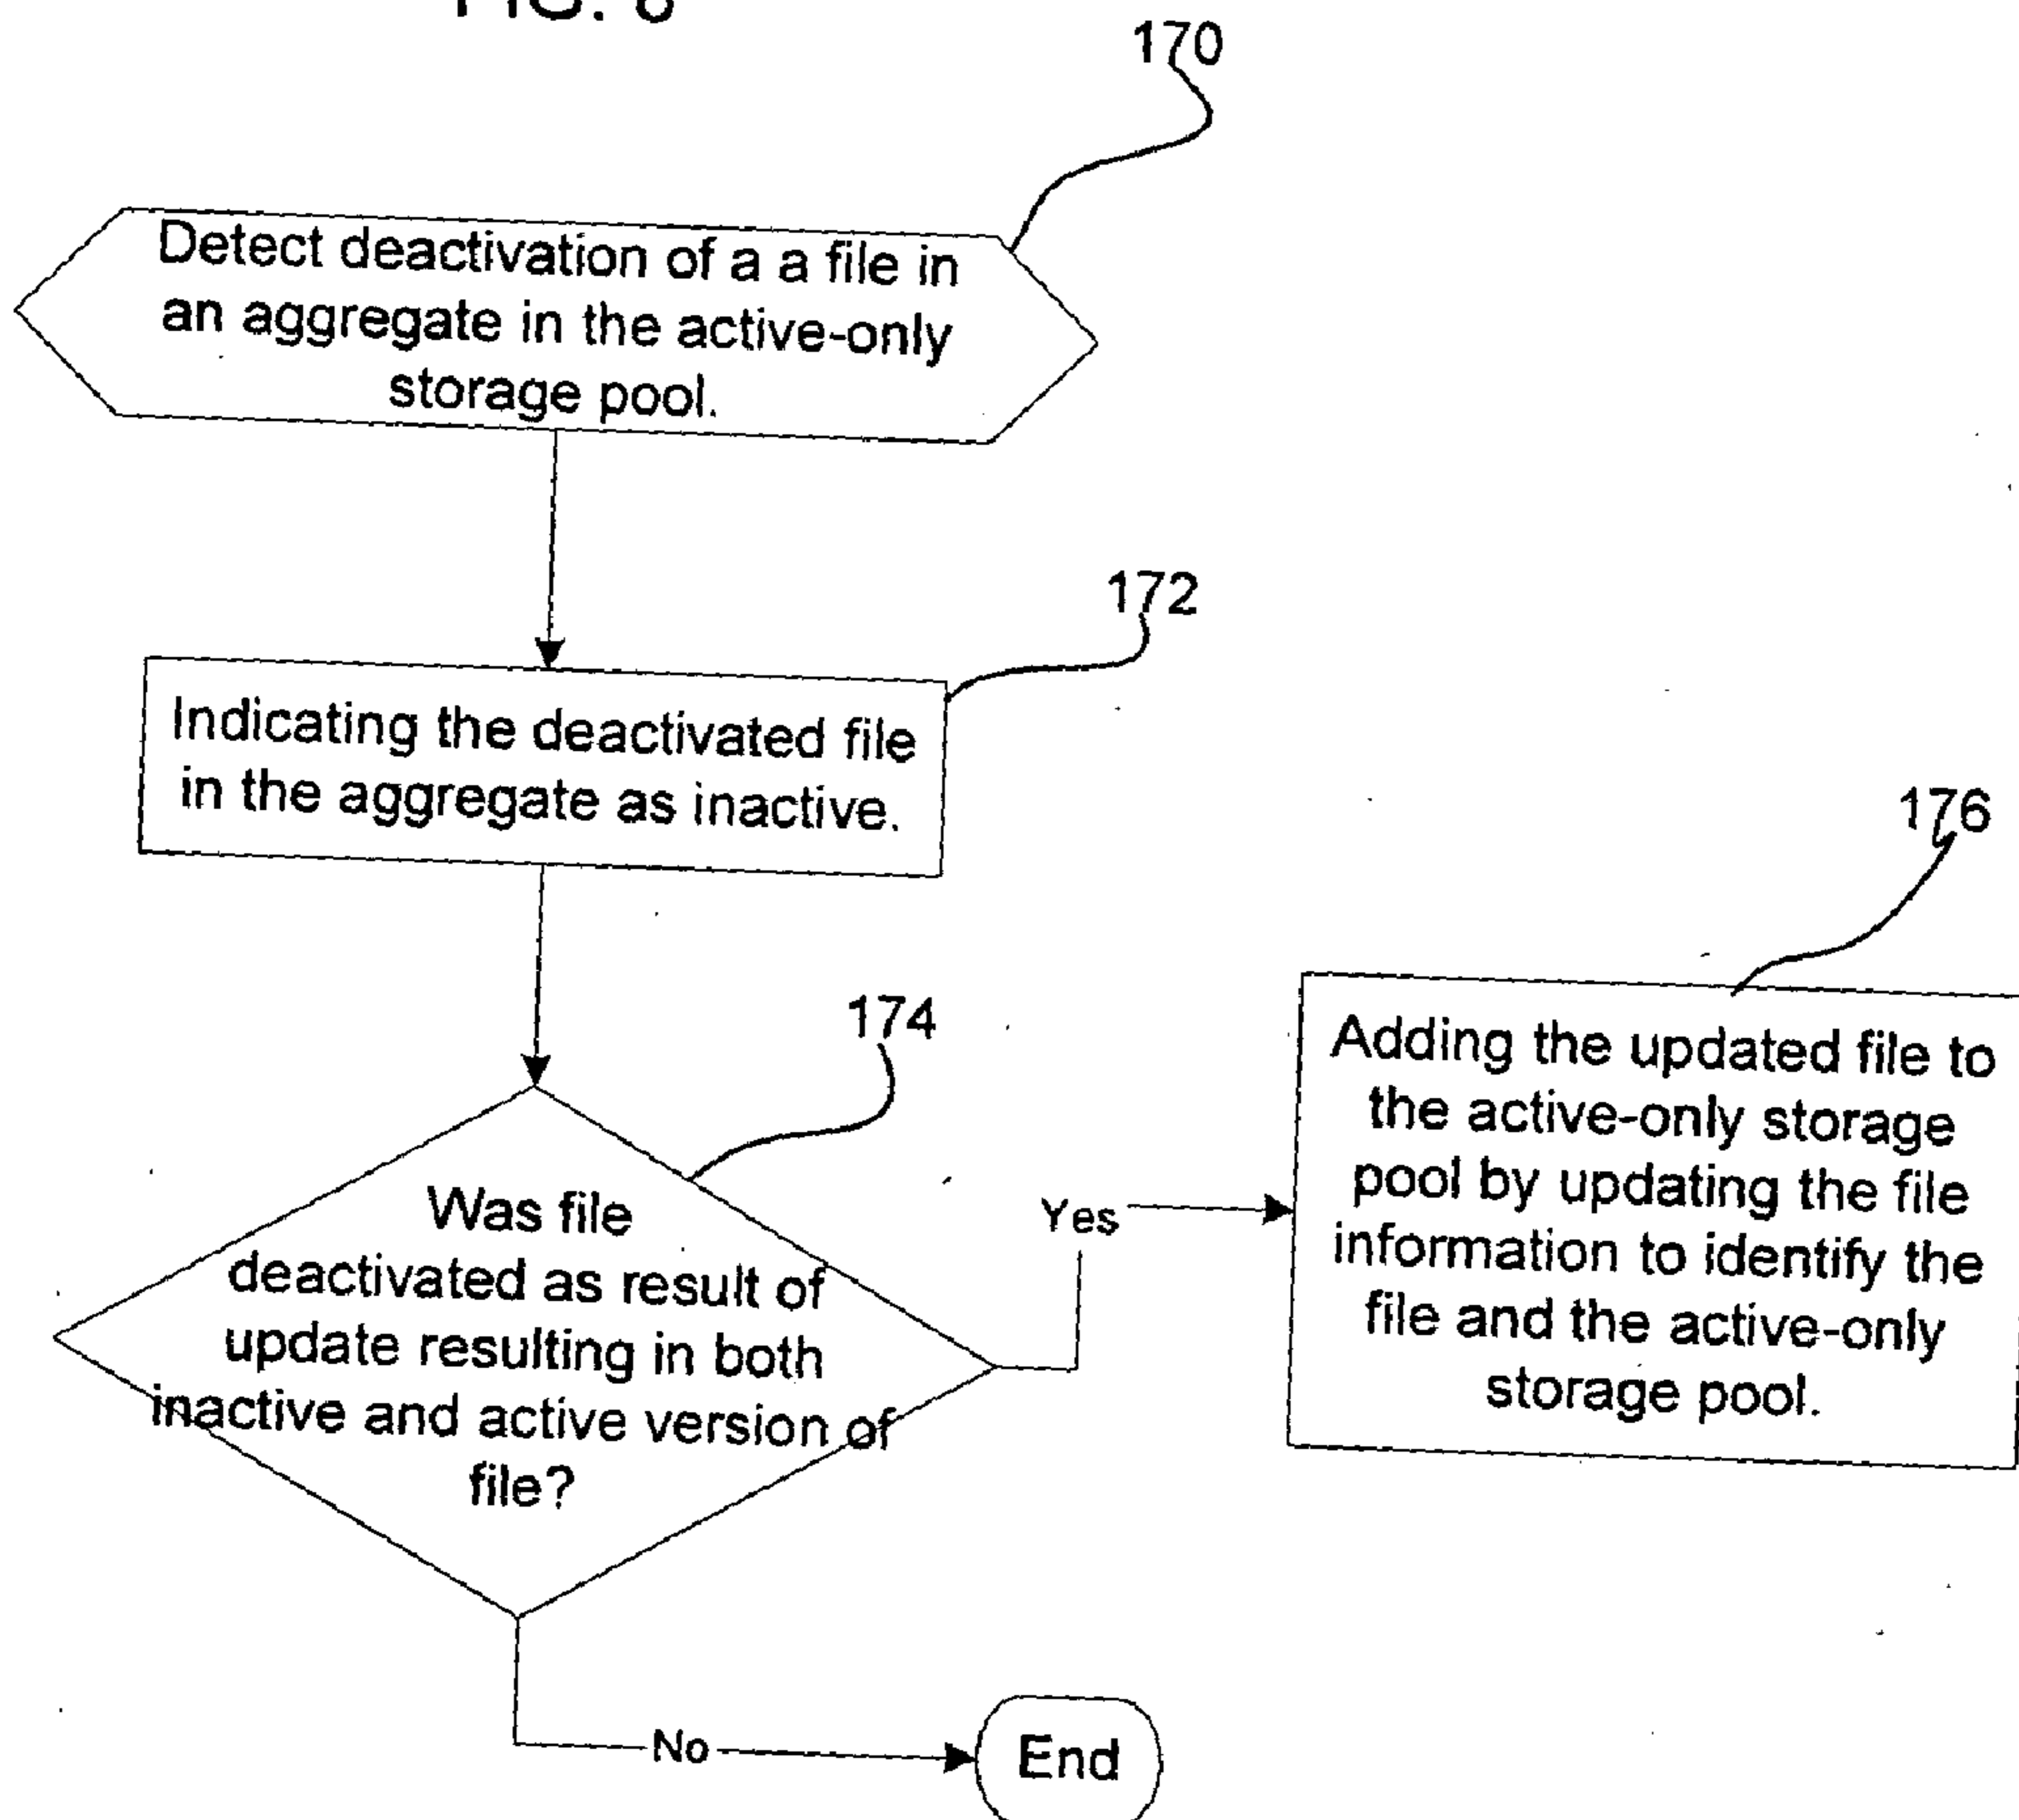 170
Detect deactivation of a a file in
an aggregate in the active-only
storage pool.
172
Indicating the deactivated file
in the aggregate as inactive.
174
Was file
deactivated as result of
update resulting in both
inactive and active version of
file?
Yes
176
Adding the updated file to
the active-only storage
pool by updating the file
information to identify the
file and the active-only
storage pool.
No
End